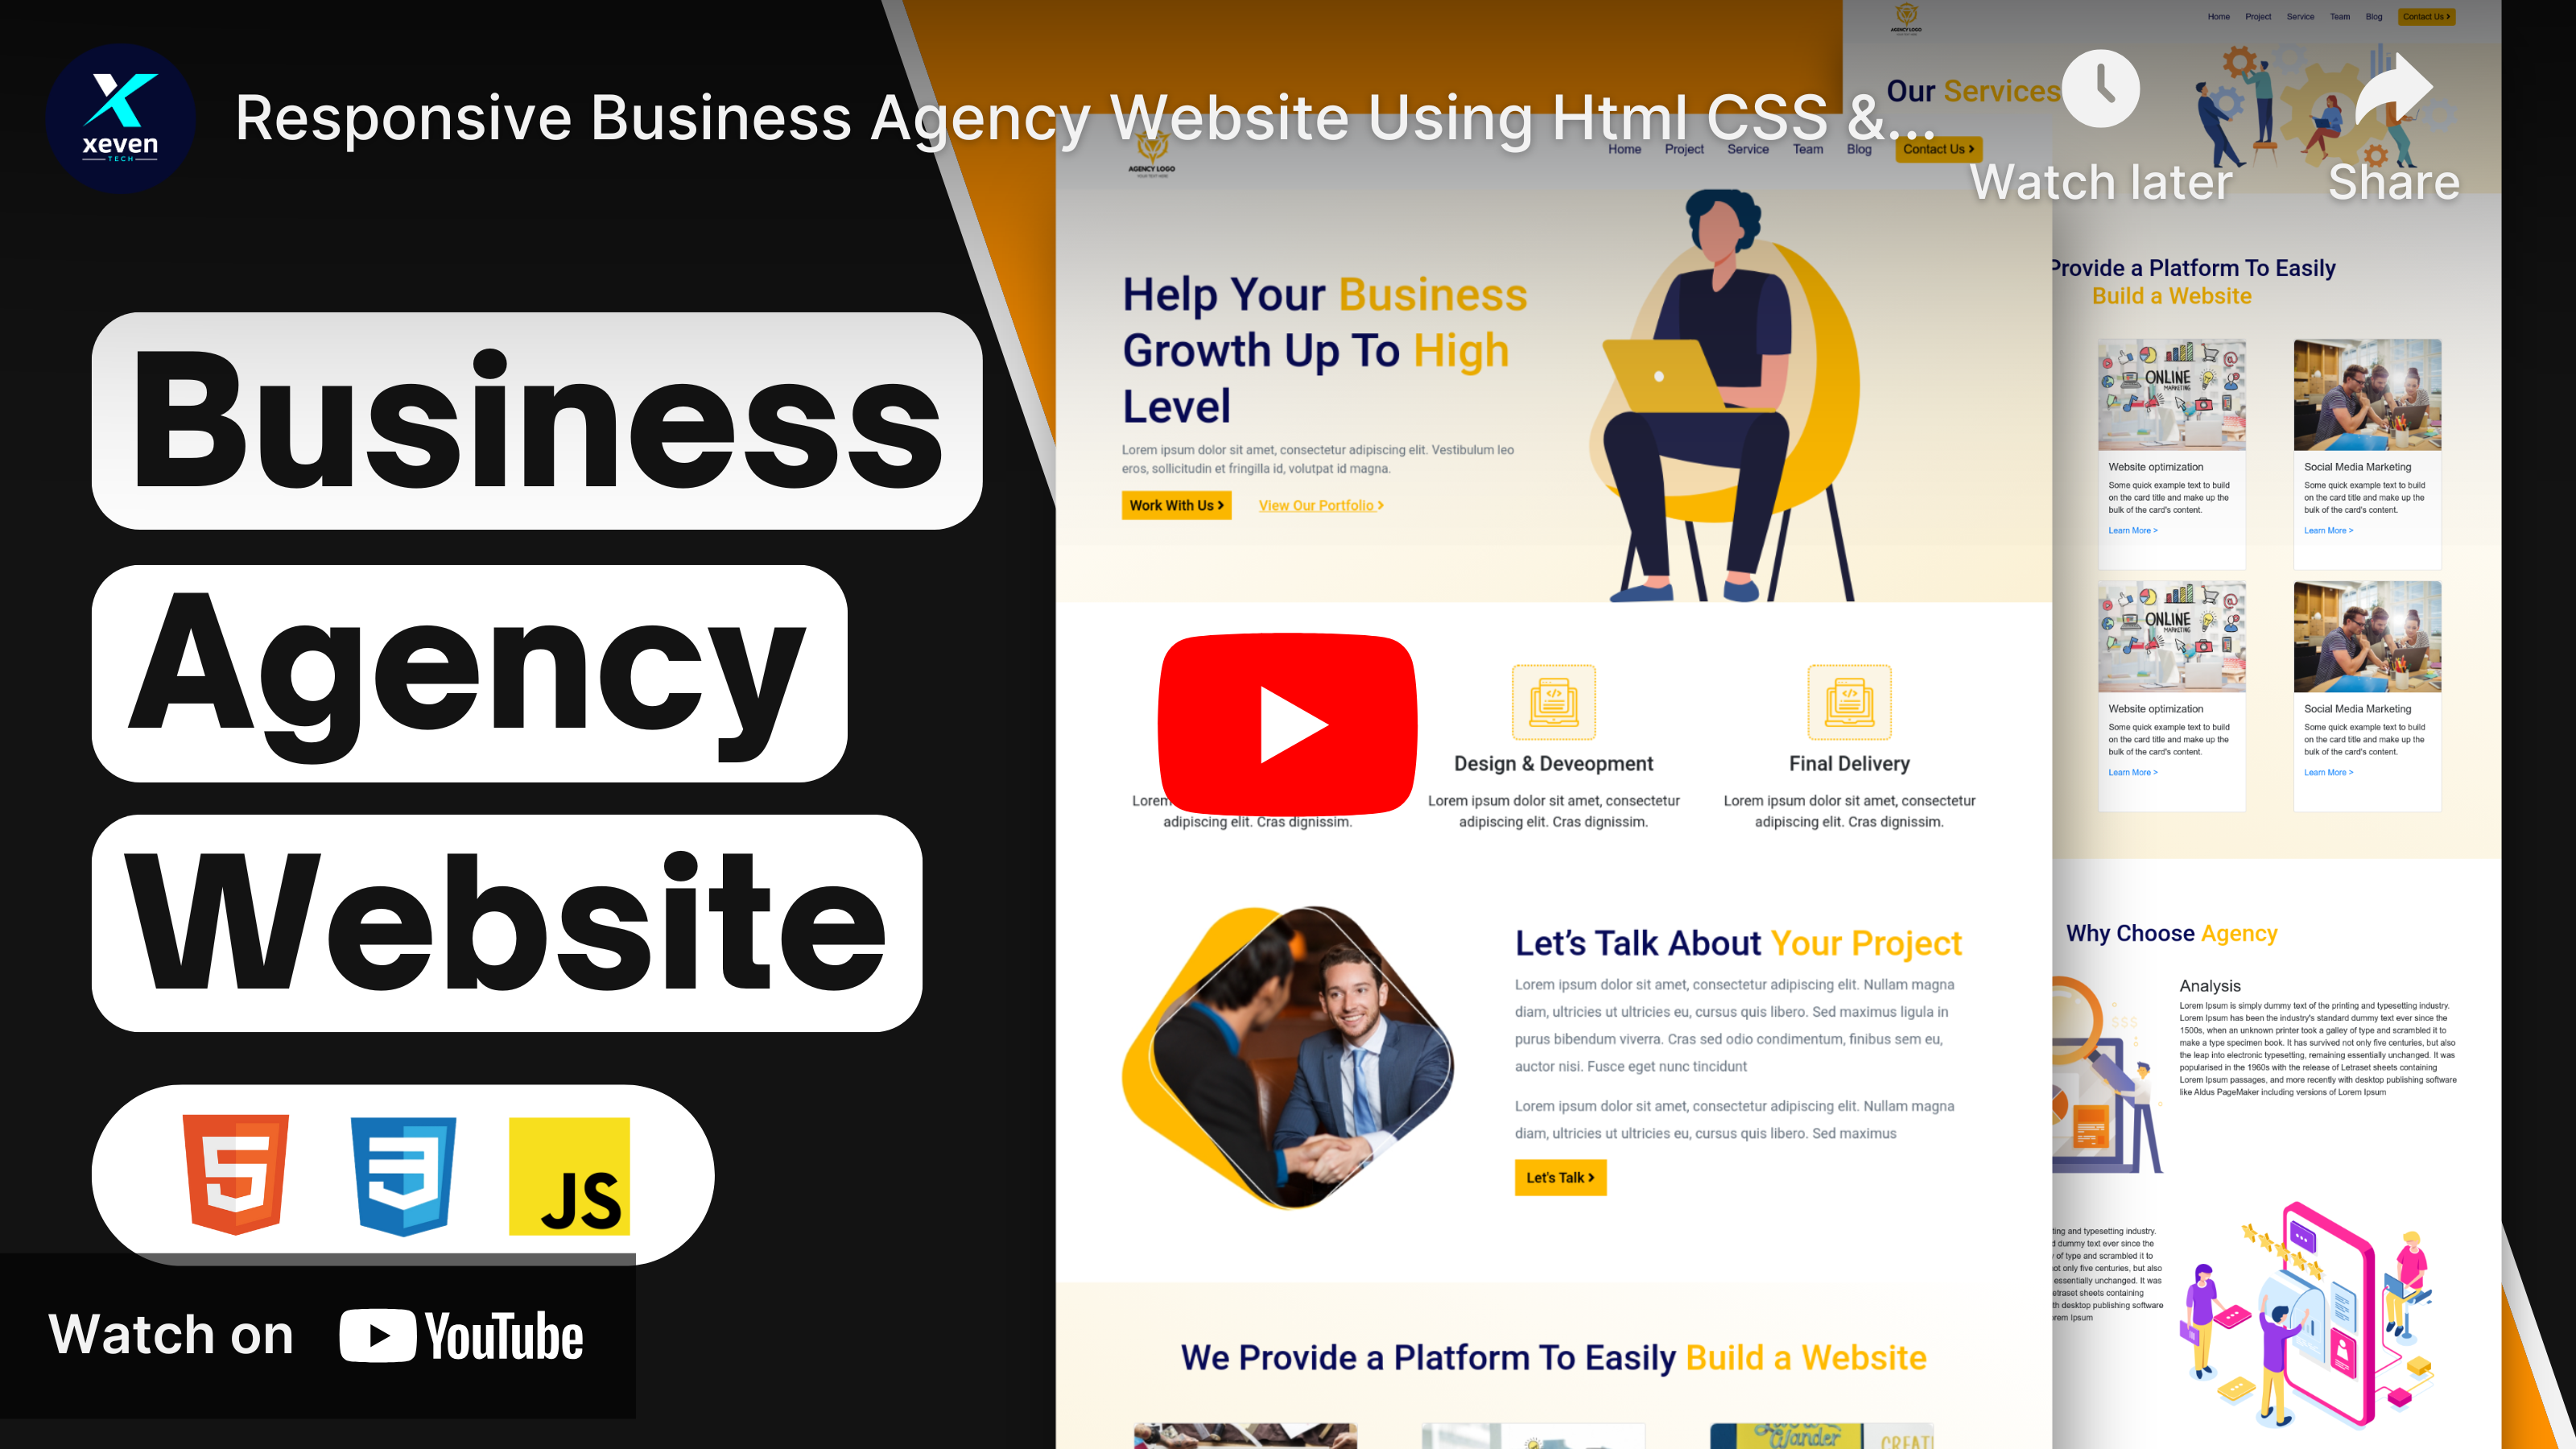 xeven
TECH
Responsive Business Agency Website Using Html CSS &...
Watch later
Share
Business
Agency
Website
JS
Watch on
YouTube
AGENCY LOGO
YOUR TEXT HERE
Home Project Service Team Blog Contact Us
Help Your Business
Growth Up To High
Level
Lorem ipsum dolor sit amet, consectetur adipiscing elit. Vestibulum leo
eros, sollicitudin et fringilla id, volutpat id magna.
Work With Us
View Our Portfolio
Lorem
adipiscing elit. Cras dignissim.
Design & Deveopment
Lorem ipsum dolor sit amet, consectetur
adipiscing elit. Cras dignissim.
Final Delivery
Lorem ipsum dolor sit amet, consectetur
adipiscing elit. Cras dignissim.
Let's Talk About Your Project
Lorem ipsum dolor sit amet, consectetur adipiscing elit. Nullam magna
diam, ultricies ut ultricies eu, cursus quis libero. Sed maximus ligula in
purus bibendum viverra. Cras sed odio condimentum, finibus sem eu,
auctor nisi. Fusce eget nunc tincidunt
Lorem ipsum dolor sit amet, consectetur adipiscing elit. Nullam magna
diam, ultricies ut ultricies eu, cursus quis libero. Sed maximus
Let's Talk
We Provide a Platform To Easily Build a Website
Wander
AGENCY LOGO
Home Project Service Team Blog Contact Us
Our Services
Provide a Platform To Easily
Build a Website
ONLINE
MARKETING
Website optimization
Some quick example text to build
on the card title and make up the
bulk of the card's content.
Learn More >
Social Media Marketing
Some quick example text to build
on the card title and make up the
bulk of the card's content.
Learn More >
ONLINE
MARKETING
Website optimization
Some quick example text to build
on the card title and make up the
bulk of the card's content.
Learn More >
Social Media Marketing
Some quick example text to build
on the card title and make up the
bulk of the card's content.
Learn More >
Why Choose Agency
$$$
Analysis
Lorem Ipsum is simply dummy text of the printing and typesetting industry.
Lorem Ipsum has been the industry's standard dummy text ever since the
1500s, when an unknown printer took a galley of type and scrambled it to
make a type specimen book. It has survived not only five centuries, but also
the leap into electronic typesetting, remaining essentially unchanged. It was
popularised in the 1960s with the release of Letraset sheets containing
Lorem Ipsum passages, and more recently with desktop publishing software
like Aldus PageMaker including versions of Lorem Ipsum
ting and typesetting industry.
d dummy text ever since the
of type and scrambled it to
not only five centuries, but also
essentially unchanged. It was
etraset sheets containing
th desktop publishing software
rem Ipsum